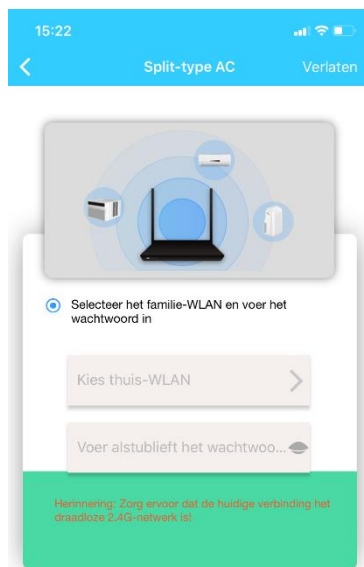 15:22
Split-type AC
Verlaten
Selecteer het familie-WLAN en voer het
wachtwoord in
Kies thuis-WLAN
Voer alstublieft het wachtwoo...
Herinnering: Zorg ervoor dat de huidige verbinding het
draadloze 2.4G-netwerk is!